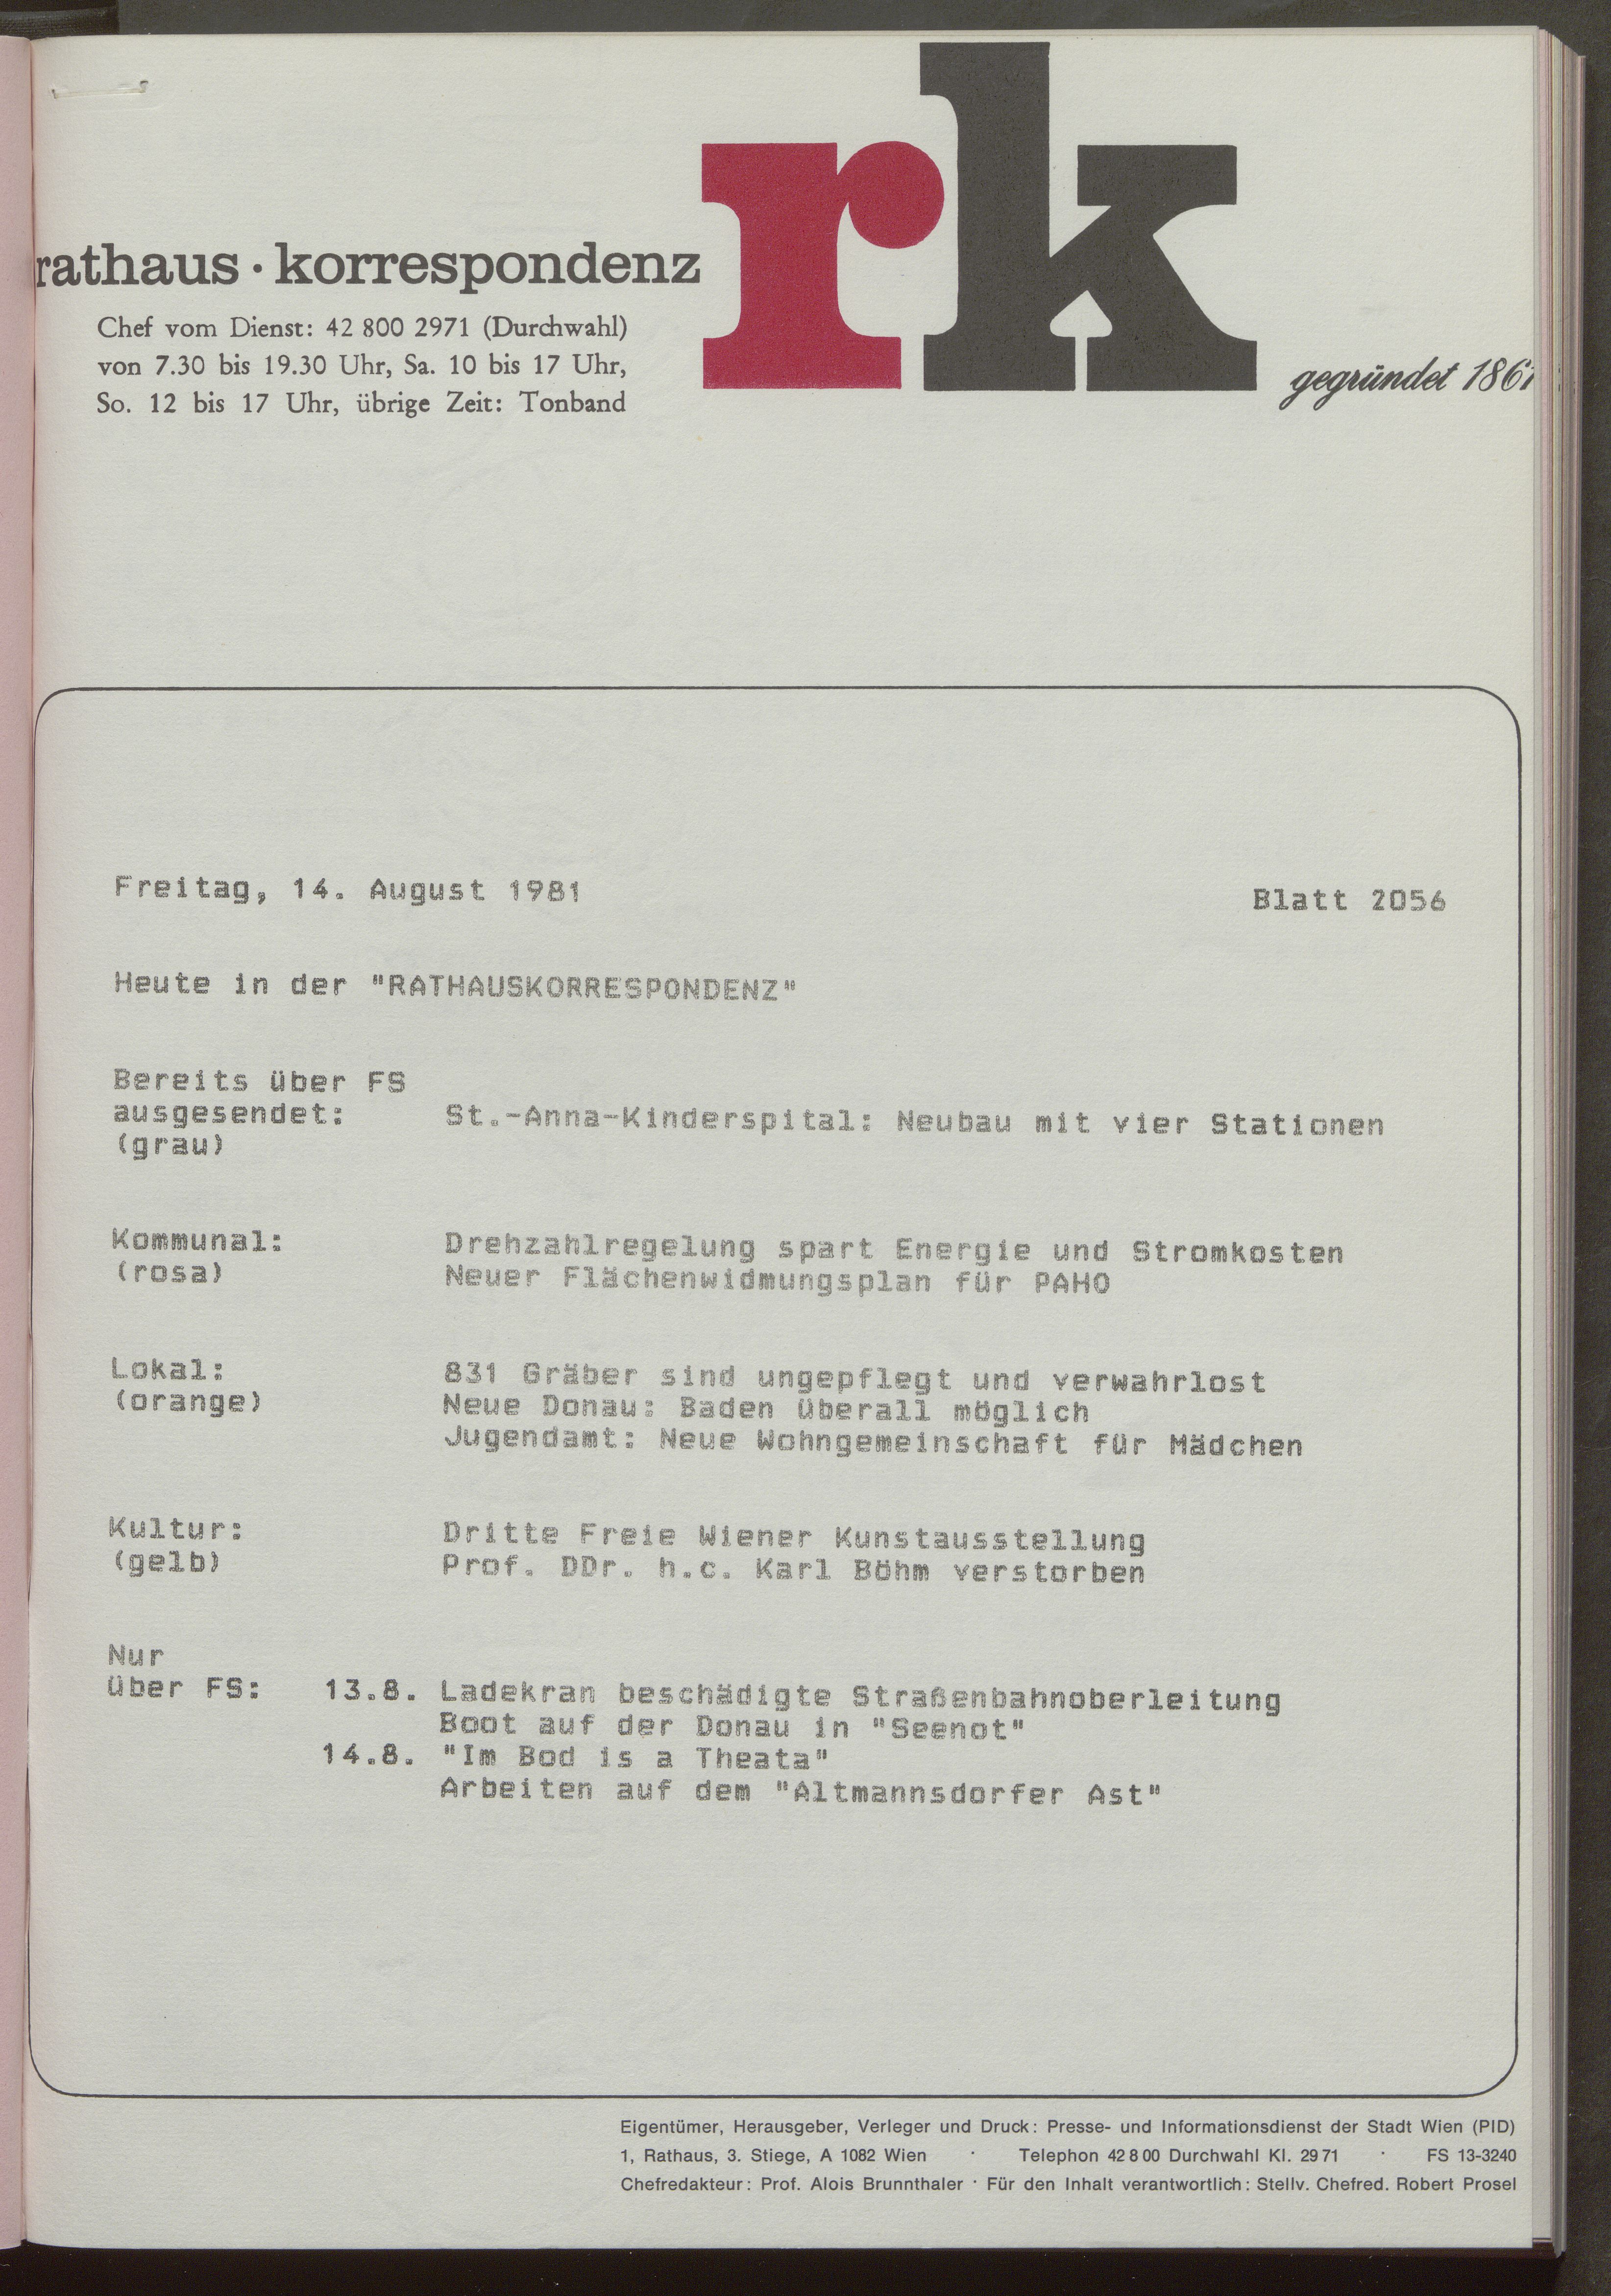 rk
rathaus · korrespondenz
Chef vom Dienst: 42 800 2971 (Durchwahl)
von 7.30 bis 19.30 Uhr, Sa. 10 bis 17 Uhr,
So. 12 bis 17 Uhr, übrige Zeit: Tonband
gegründet 1861
Freitag, 14. August 1981 Blatt 2056
Heute in der "RATHAUSKORRESPONDENZ"
Bereits über FS
ausgesendet: St.-Anna-Kinderspital: Neubau mit vier Stationen
(grau)
Kommunal: Drehzahlregelung spart Energie und Stromkosten
(rosa) Neuer Flächenwidmungsplan für PAHO
Lokal: 831 Gräber sind ungepflegt und verwahrlost
(orange) Neue Donau: Baden überall möglich
Jugendamt: Neue Wohngemeinschaft für Mädchen
Kultur: Dritte Freie Wiener Kunstausstellung
(gelb) Prof. DDr. h.c. Karl Böhm verstorben
Nur
über FS: 13.8. Ladekran beschädigte Straßenbahnoberleitung
Boot auf der Donau in "Seenot"
14.8. "Im Bod is a Theata"
Arbeiten auf dem "Altmannsdorfer Ast"
Eigentümer, Herausgeber, Verleger und Druck: Presse- und Informationsdienst der Stadt Wien (PID)
1, Rathaus, 3. Stiege, A 1082 Wien · Telephon 42 8 00 Durchwahl Kl. 29 71 · FS 13-3240
Chefredakteur: Prof. Alois Brunnthaler · Für den Inhalt verantwortlich: Stellv. Chefred. Robert Prosel